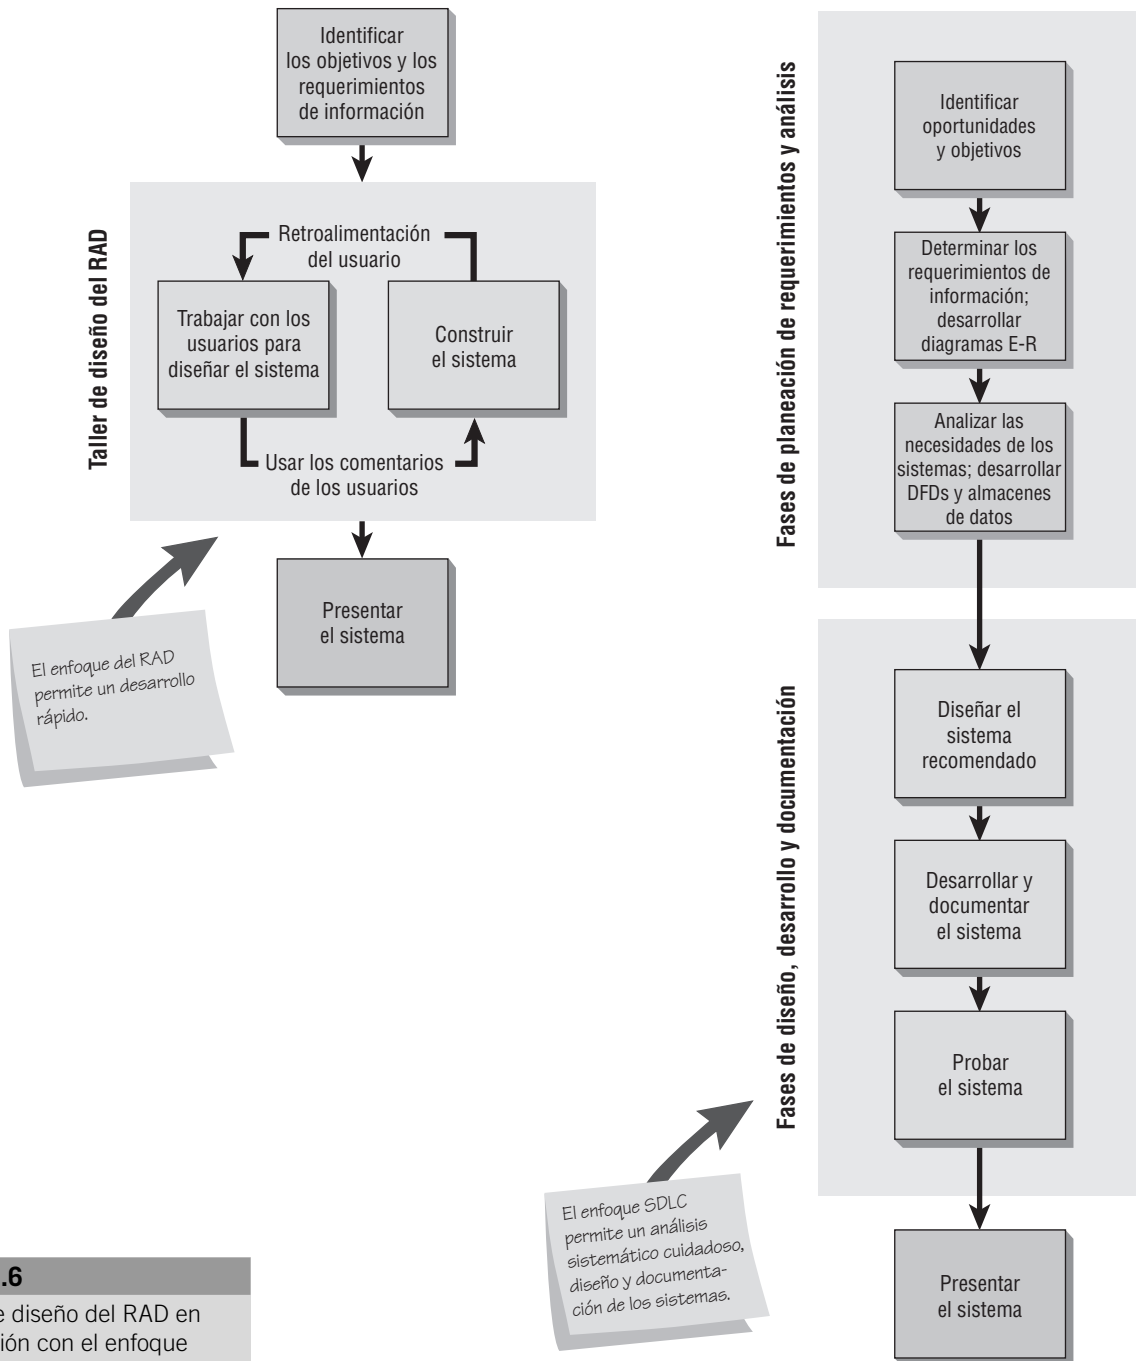 Identificar
los objetivos y los
requerimientos
de información
Taller de diseño del RAD
Retroalimentación
del usuario
Trabajar con los
usuarios para
diseñar el sistema
Construir
el sistema
Usar los comentarios
de los usuarios
Presentar
el sistema
El enfoque del RAD
permite un desarrollo
rápido.
Fases de planeación de requerimientos y análisis
Identificar
oportunidades
y objetivos
Determinar los
requerimientos de
información;
desarrollar
diagramas E-R
Analizar las
necesidades de los
sistemas; desarrollar
DFDs y almacenes
de datos
Fases de diseño, desarrollo y documentación
Diseñar el
sistema
recomendado
Desarrollar y
documentar
el sistema
Probar
el sistema
Presentar
el sistema
El enfoque SDLC
permite un análisis
sistemático cuidadoso,
diseño y documenta-
ción de los sistemas.
.6
e diseño del RAD en
ión con el enfoque